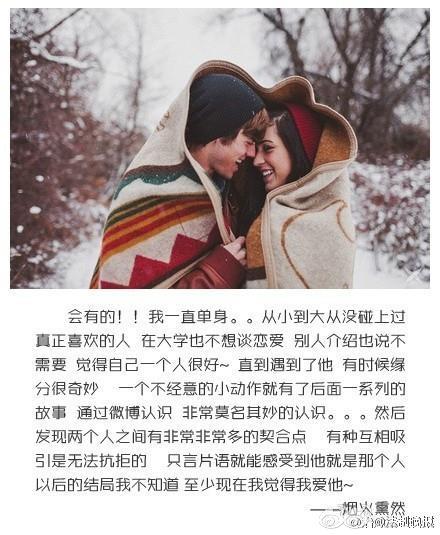 会有的！！我一直单身。。从小到大从没碰上过
真正喜欢的人 在大学也不想谈恋爱 别人介绍也说不
需要 觉得自己一个人很好~ 直到遇到了他 有时候缘
分很奇妙 一个不经意的小动作就有了后面一系列的
故事 通过微博认识 非常莫名其妙的认识。。。然后
发现两个人之间有非常非常多的契合点 有种互相吸
引是无法抗拒的 只言片语就能感受到他就是那个人
以后的结局我不知道 至少现在我觉得我爱他~
——烟火熏然